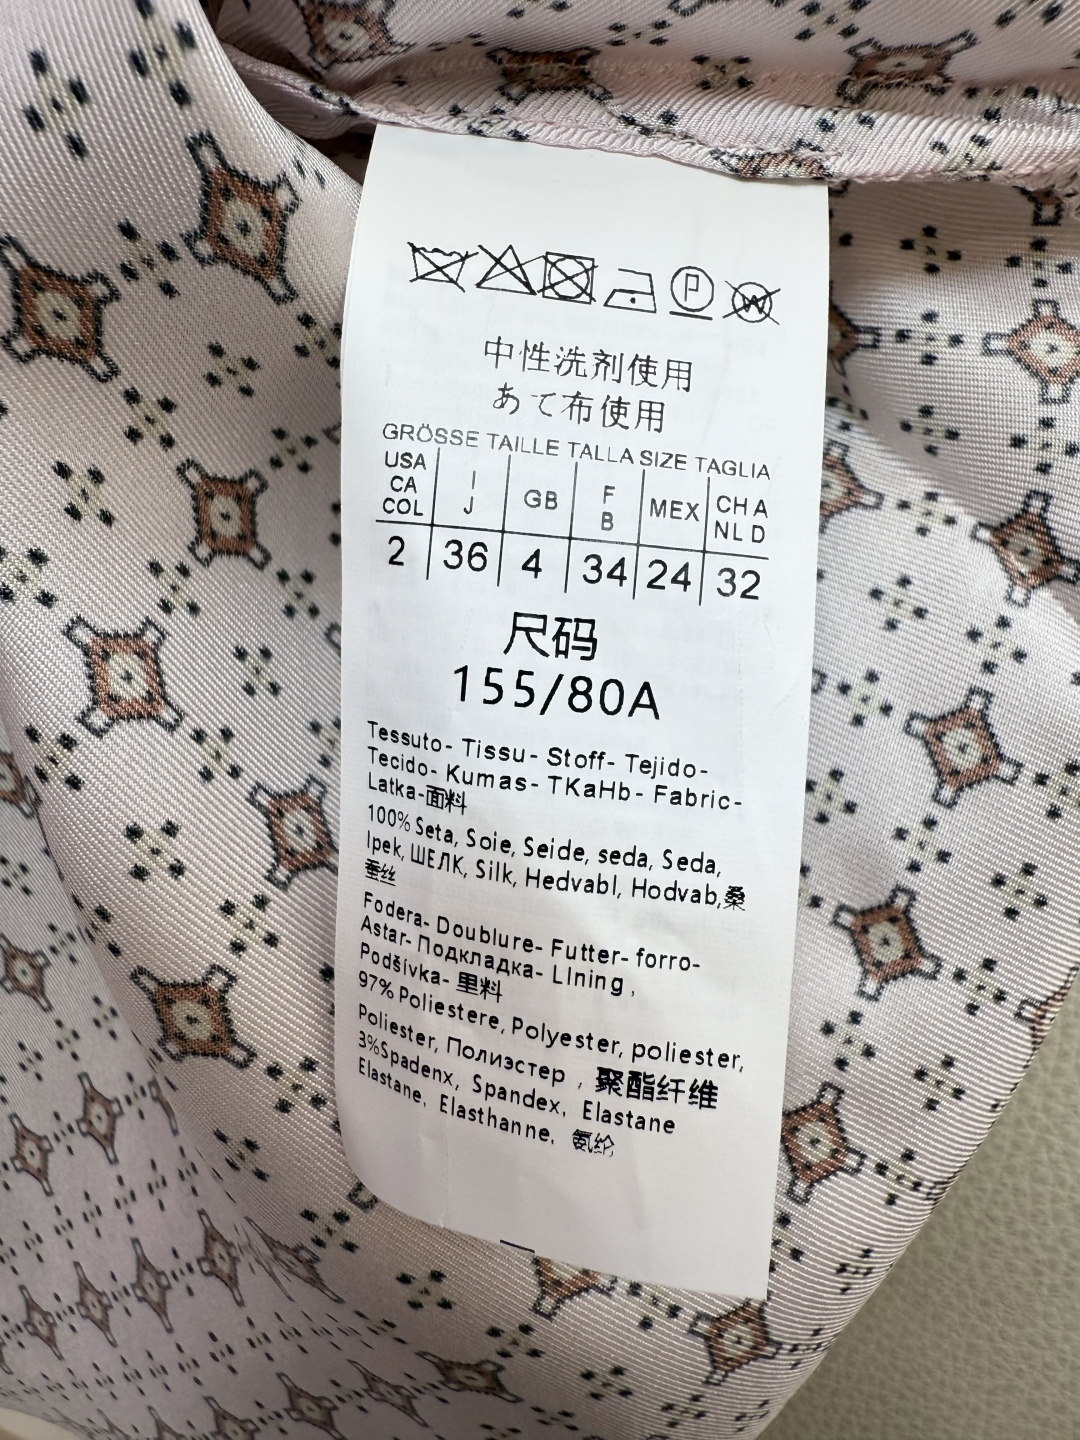 P
W
中性洗剂使用
あて布使用
GRÖSSE TAILLE TALLA SIZE TAGLIA
USA CA COL I J GB F B MEX CH A NL D
2 36 4 34 24 32
尺码
155/80A
Tessuto- Tissu- Stoff- Tejido-
Tecido- Kumas- TKaHb- Fabric-
Latka-面料
100% Seta, Soie, Seide, seda, Seda,
Ipek, ШЕЛК, Silk, Hedvabl, Hodvab,桑
蚕丝
Fodera- Doublure- Futter- forro-
Astar- Подкладка- LIning ,
Podšívka- 里料
97% Poliestere, Polyester, poliester,
Poliester, Полиэстер , 聚酯纤维
3%Spadenx, Spandex, Elastane
Elastane, Elasthanne, 氨纶